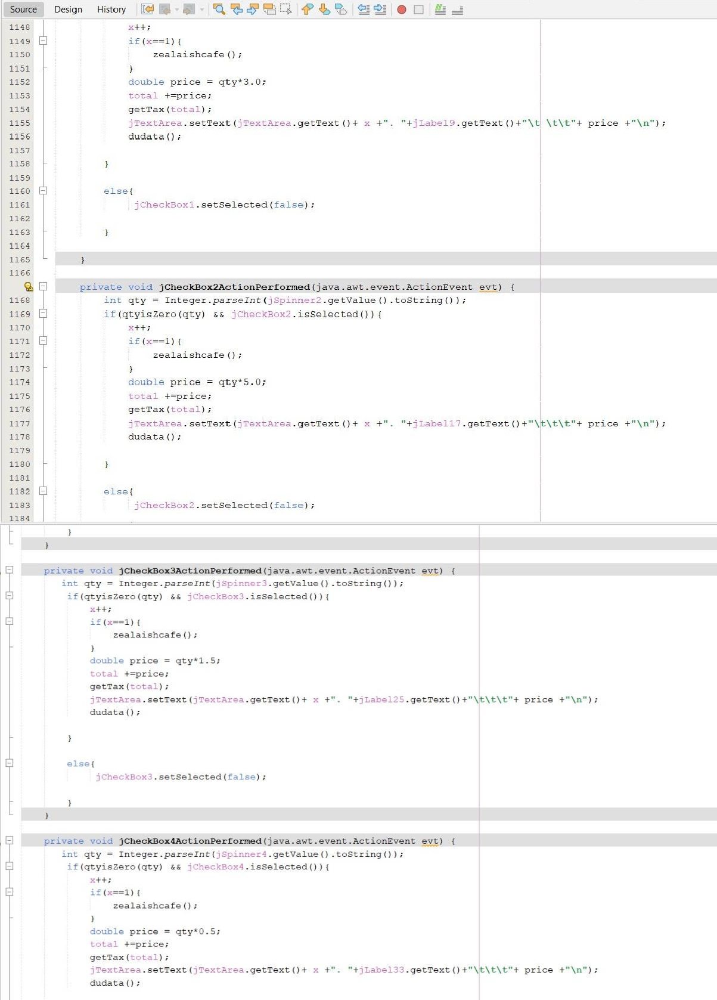 Source Design History
1148 x++;
1149 if(x==1){
1150 zealaishcafe();
1151 }
1152 double price = qty*3.0;
1153 total +=price;
1154 getTax(total);
1155 jTextArea.setText(jTextArea.getText()+ x +". "+jLabel9.getText()+"\t \t\t"+ price +"\n");
1156 dudata();
1157
1158 }
1159
1160 else{
1161 jCheckBox1.setSelected(false);
1162
1163 }
1164
1165 }
1166
private void jCheckBox2ActionPerformed(java.awt.event.ActionEvent evt) {
1168 int qty = Integer.parseInt(jSpinner2.getValue().toString());
1169 if(qtyisZero(qty) && jCheckBox2.isSelected()){
1170 x++;
1171 if(x==1){
1172 zealaishcafe();
1173 }
1174 double price = qty*5.0;
1175 total +=price;
1176 getTax(total);
1177 jTextArea.setText(jTextArea.getText()+ x +". "+jLabel17.getText()+"\t\t\t"+ price +"\n");
1178 dudata();
1179
1180 }
1181
1182 else{
1183 jCheckBox2.setSelected(false);
1184
}
}
private void jCheckBox3ActionPerformed(java.awt.event.ActionEvent evt) {
int qty = Integer.parseInt(jSpinner3.getValue().toString());
if(qtyisZero(qty) && jCheckBox3.isSelected()){
x++;
if(x==1){
zealaishcafe();
}
double price = qty*1.5;
total +=price;
getTax(total);
jTextArea.setText(jTextArea.getText()+ x +". "+jLabel25.getText()+"\t\t\t"+ price +"\n");
dudata();
}
else{
jCheckBox3.setSelected(false);
}
}
private void jCheckBox4ActionPerformed(java.awt.event.ActionEvent evt) {
int qty = Integer.parseInt(jSpinner4.getValue().toString());
if(qtyisZero(qty) && jCheckBox4.isSelected()){
x++;
if(x==1){
zealaishcafe();
}
double price = qty*0.5;
total +=price;
getTax(total);
jTextArea.setText(jTextArea.getText()+ x +". "+jLabel33.getText()+"\t\t\t"+ price +"\n");
dudata();